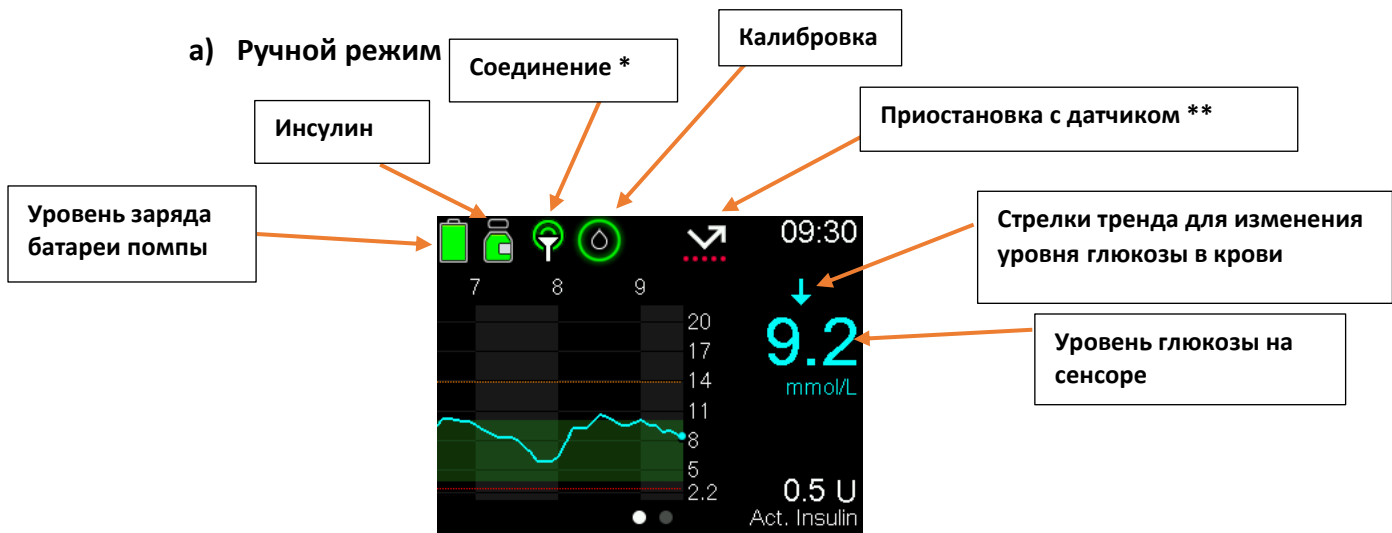 а) Ручной режим
Соединение *
Калибровка
Инсулин
Приостановка с датчиком **
Уровень заряда
батареи помпы
Стрелки тренда для изменения
уровня глюкозы в крови
Уровень глюкозы на
сенсоре
09:30
7 8 9
20
17
14
11
8
5
2.2
9.2
mmol/L
0.5 U
Act. Insulin